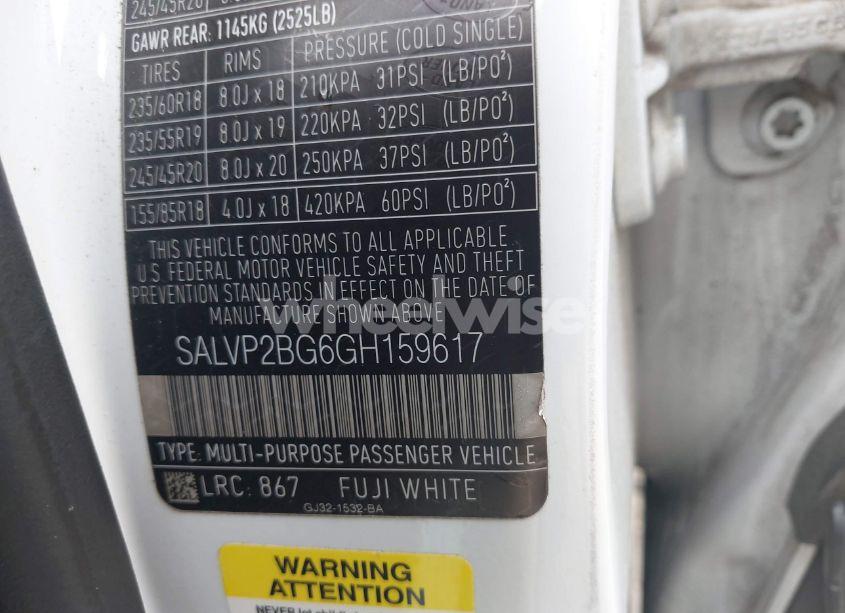 245/45R20
GAWR REAR: 1145KG (2525LB)
TIRES RIMS PRESSURE (COLD SINGLE)
235/60R18 8.0J x 18 210KPA 31PSI (LB/PO²)
235/55R19 8.0J x 19 220KPA 32PSI (LB/PO²)
245/45R20 8.0J x 20 250KPA 37PSI (LB/PO²)
155/85R18 4.0J x 18 420KPA 60PSI (LB/PO²)
THIS VEHICLE CONFORMS TO ALL APPLICABLE
U.S. FEDERAL MOTOR VEHICLE SAFETY AND THEFT
PREVENTION STANDARDS IN EFFECT ON THE DATE OF
MANUFACTURE SHOWN ABOVE
wheelwise
SALVP2BG6GH159617
TYPE: MULTI-PURPOSE PASSENGER VEHICLE
LRC: 867 FUJI WHITE
GJ32-1532-BA
WARNING
ATTENTION
NEVER let